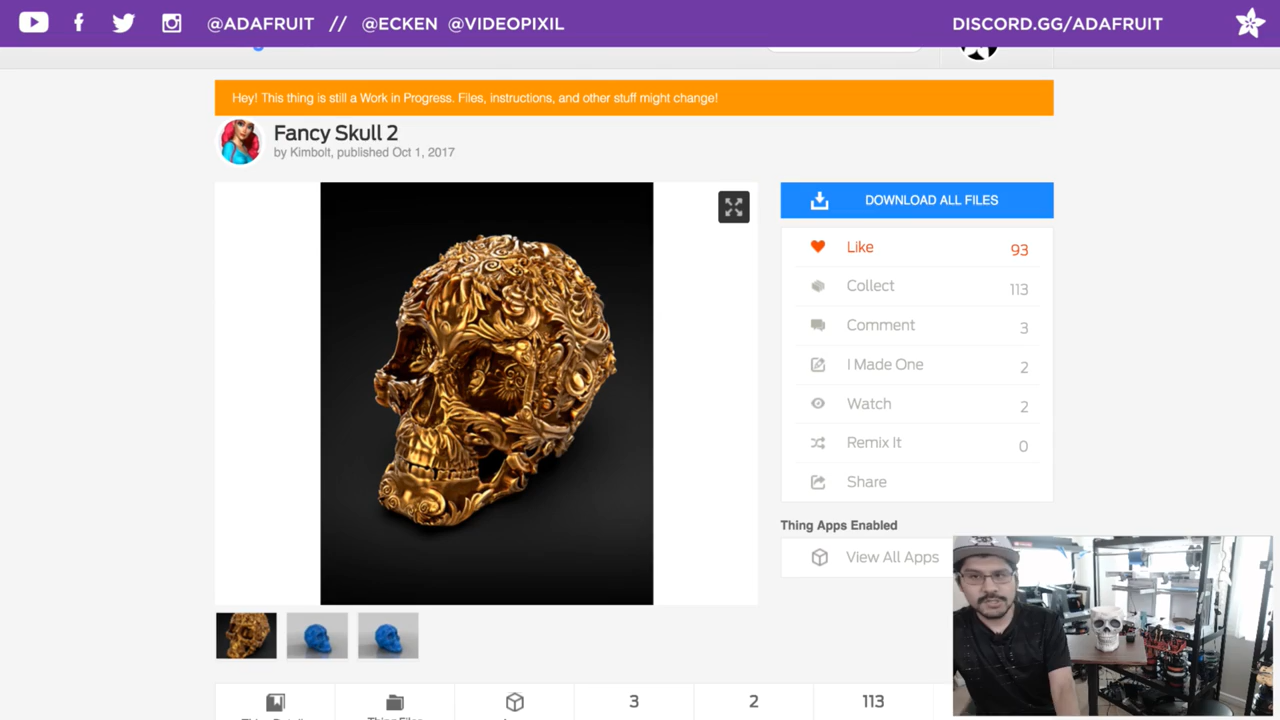 @ADAFRUIT // @ECKEN @VIDEOPIXIL
DISCORD.GG/ADAFRUIT
Hey! This thing is still a Work in Progress. Files, instructions, and other stuff might change!
Fancy Skull 2
by Kimbolt, published Oct 1, 2017
DOWNLOAD ALL FILES
Like 93
Collect 113
Comment 3
I Made One 2
Watch 2
Remix It 0
Share
Thing Apps Enabled
View All Apps
3 2 113